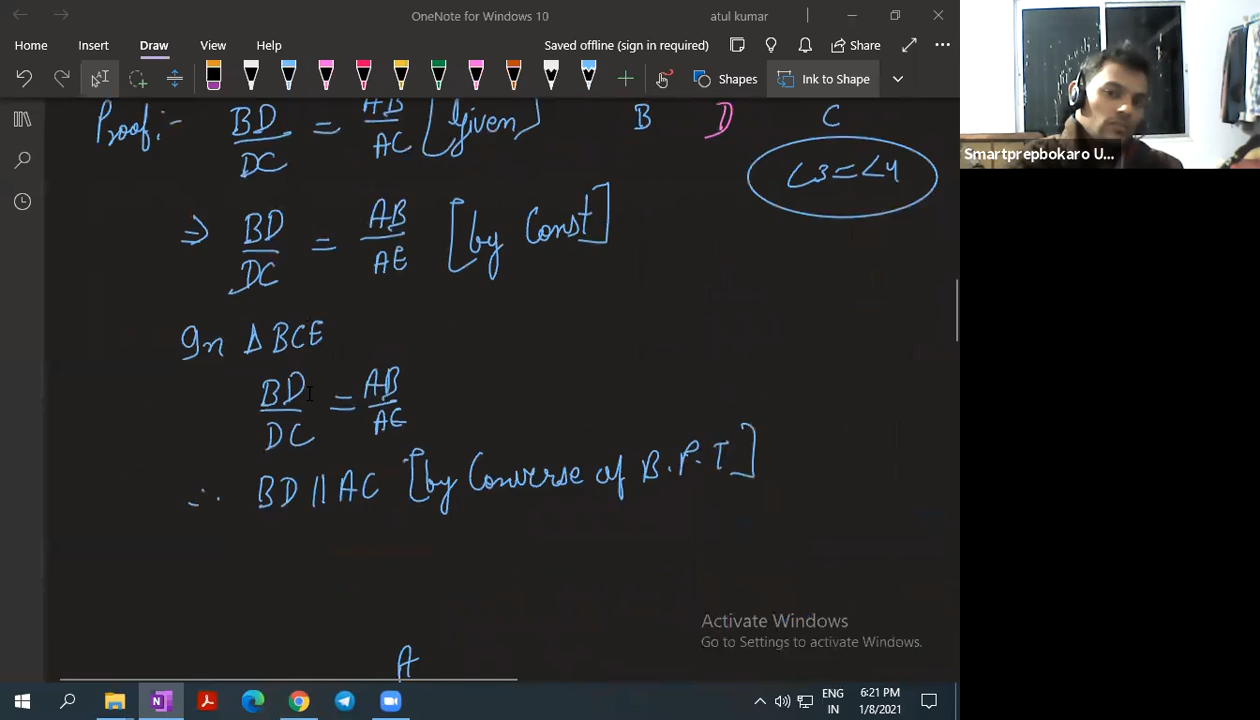 OneNote for Windows 10
atul kumar
Home Insert Draw View Help
Saved offline (sign in required)
Share
Shapes
Ink to Shape
Proof:- BD/DC = AB/AC [Given]
B D C
∠3=∠4
Smartprepbokaro U...
⇒ BD/DC = AB/AE [by Const]
In Δ BCE
BD/DC = AB/AE
∴ BD || AC [by Converse of B.P.T]
A
Activate Windows
Go to Settings to activate Windows.
ENG
IN
6:21 PM
1/8/2021